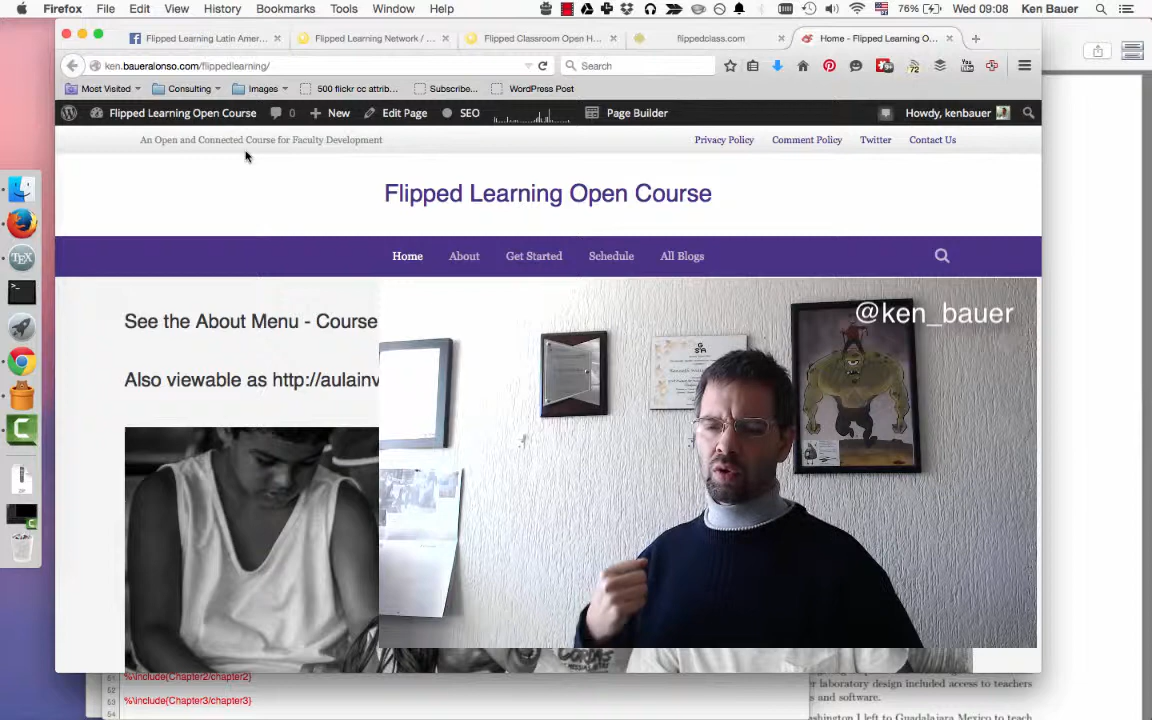 Firefox File Edit View History Bookmarks Tools Window Help 76% Wed 09:08 Ken Bauer
Flipped Learning Latin Amer... Flipped Learning Network / ... Flipped Classroom Open H... flippedclass.com Home - Flipped Learning O...
ken.baueralonso.com/flippedlearning/ Search 72
Most Visited Consulting Images 500 flickr cc attrib... Subscribe... WordPress Post
Flipped Learning Open Course 0 New Edit Page SEO Page Builder Howdy, kenbauer
An Open and Connected Course for Faculty Development Privacy Policy Comment Policy Twitter Contact Us
Flipped Learning Open Course
Home About Get Started Schedule All Blogs
See the About Menu - Course
@ken_bauer
Also viewable as http://aulainv
%\include{Chapter2/chapter2}
52
%\include{Chapter3/chapter3}
53
54
r laboratory design included access to teachers
s and software.
ashington I left to Guadalajara Mexico to teach